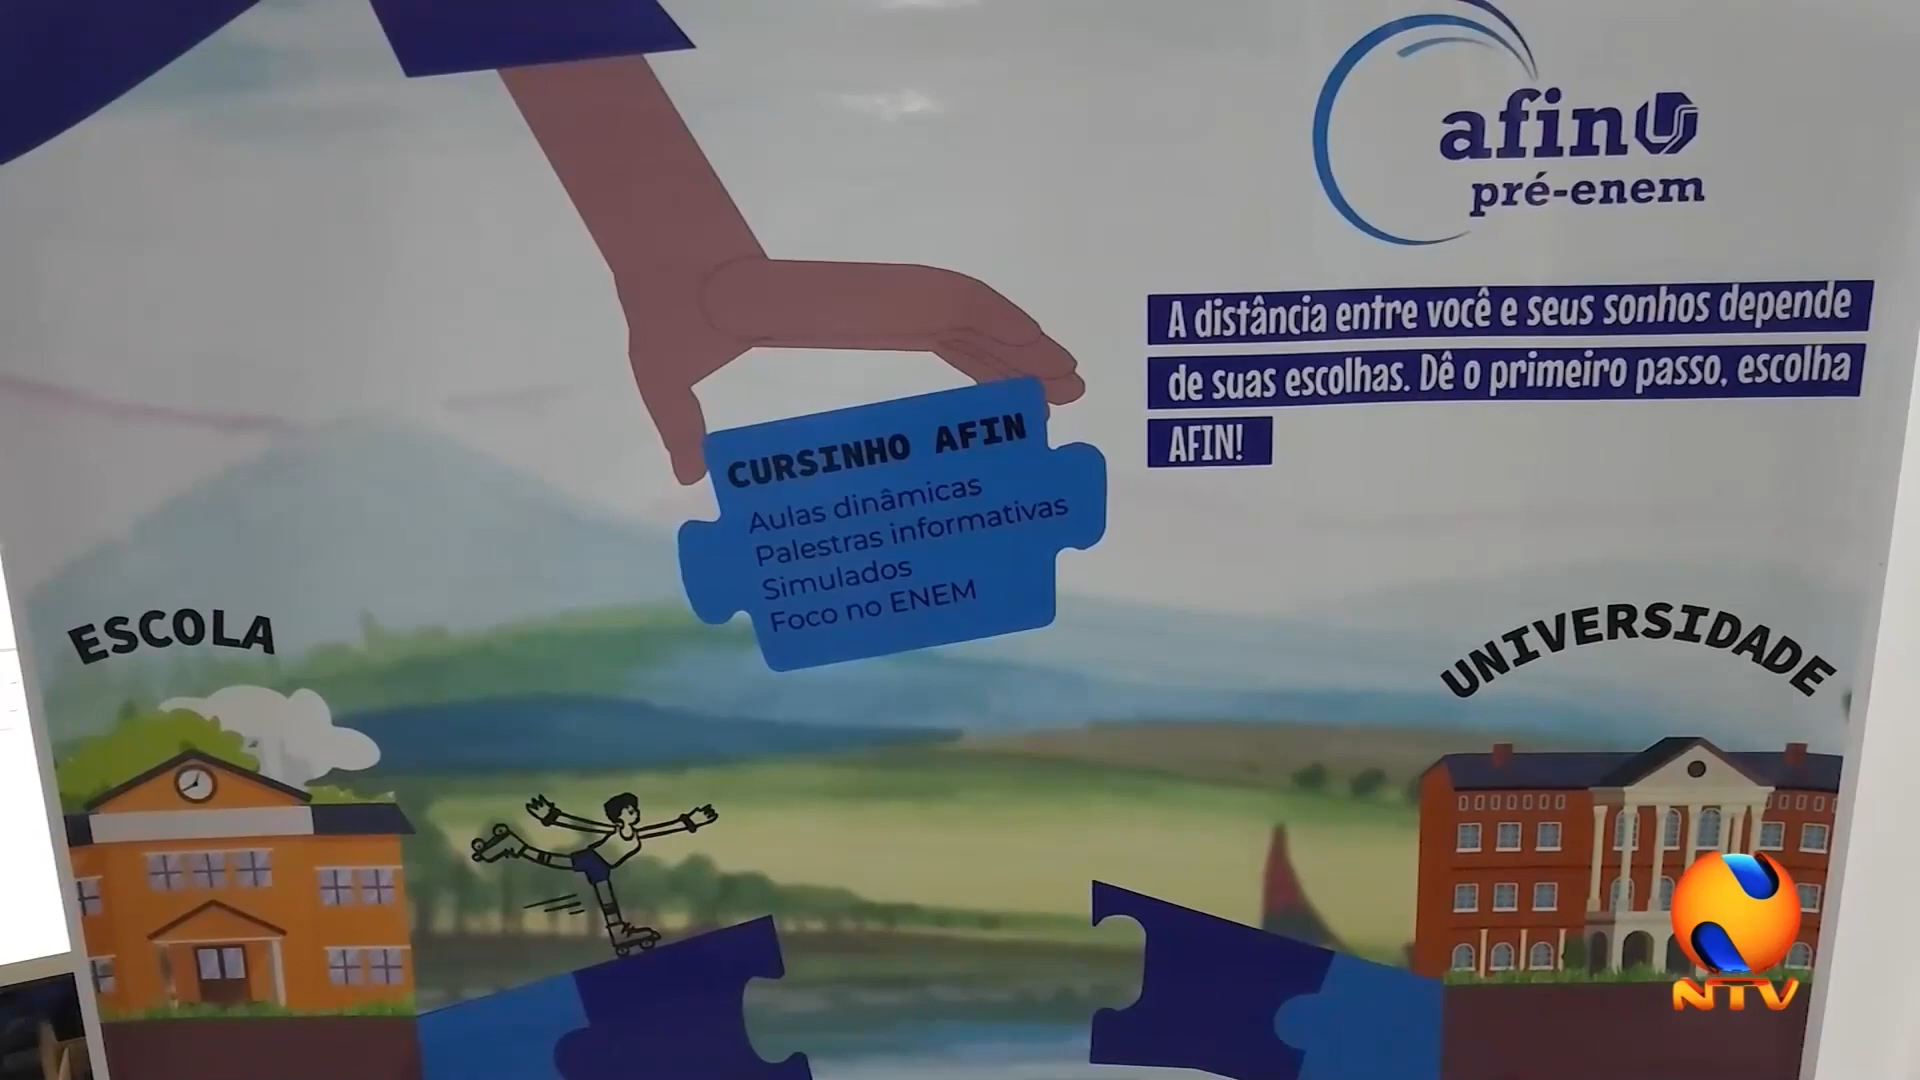 afin
pré-enem
A distância entre você e seus sonhos depende
de suas escolhas. Dê o primeiro passo, escolha
AFIN!
CURSINHO AFIN
Aulas dinâmicas
Palestras informativas
Simulados
Foco no ENEM
ESCOLA
UNIVERSIDADE
NTV